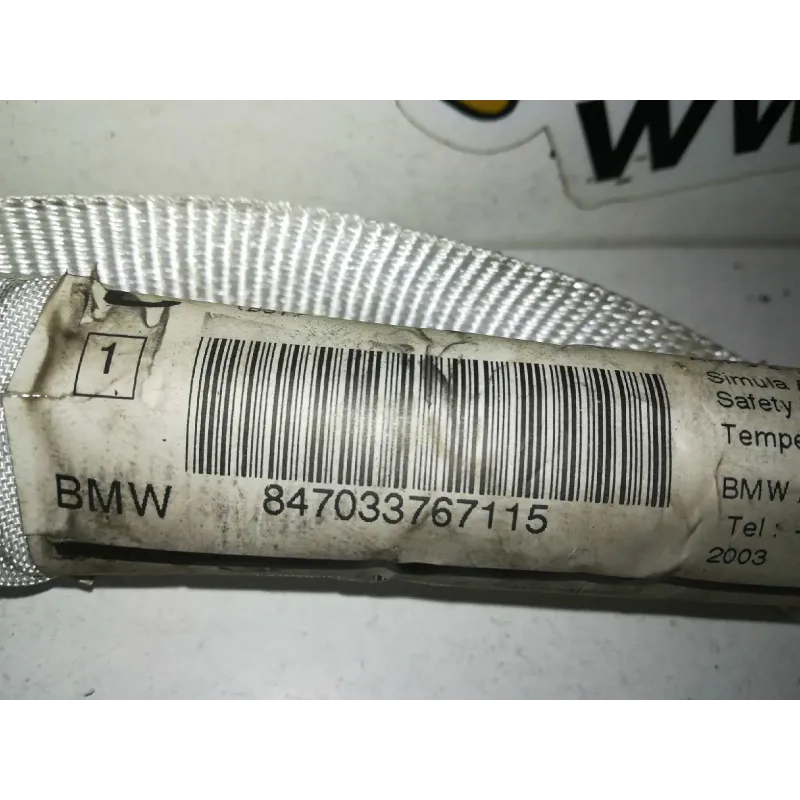 WW
1
BMW
847033767115
Simula
Safety
Tempe
BMW
Tel :
2003